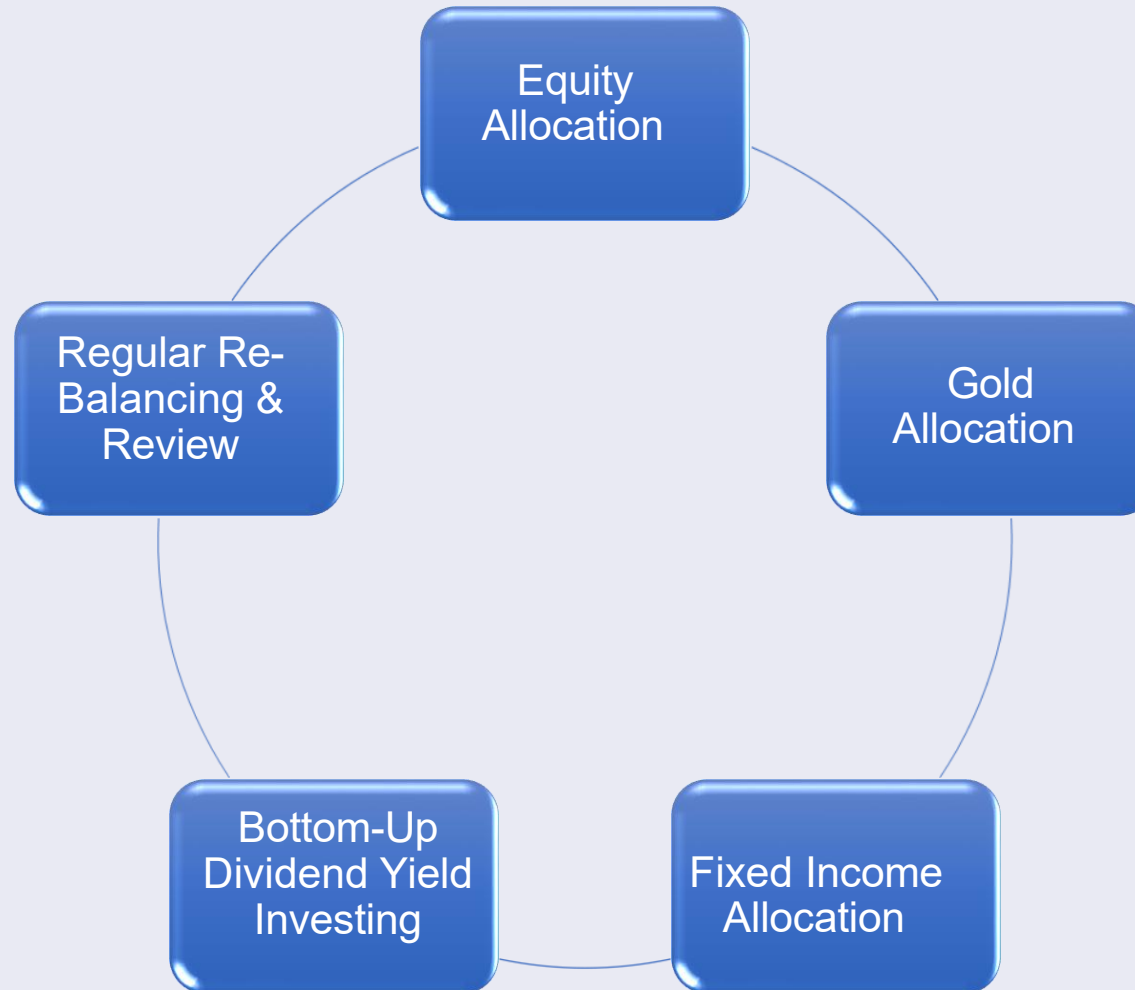 Equity
Allocation
Gold
Allocation
Fixed Income
Allocation
Bottom-Up
Dividend Yield
Investing
Regular Re-
Balancing &
Review